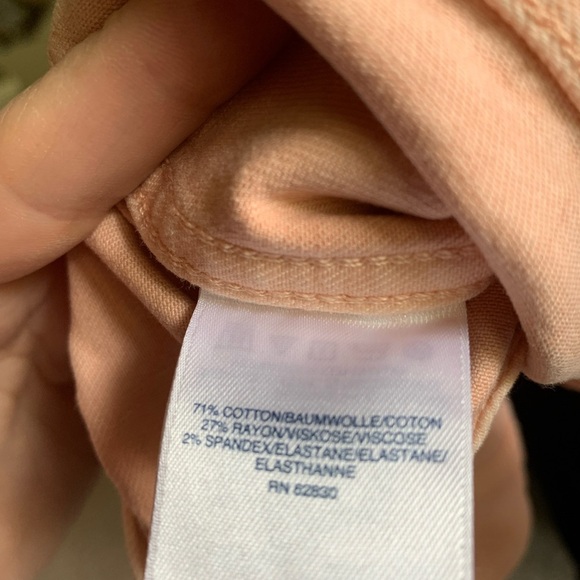 71% COTTON/BAUMWOLLE/COTON
27% RAYON/VISKOSE/VISCOSE
2% SPANDEX/ELASTANE/ELASTANE/
ELASTHANNE
RN 62830